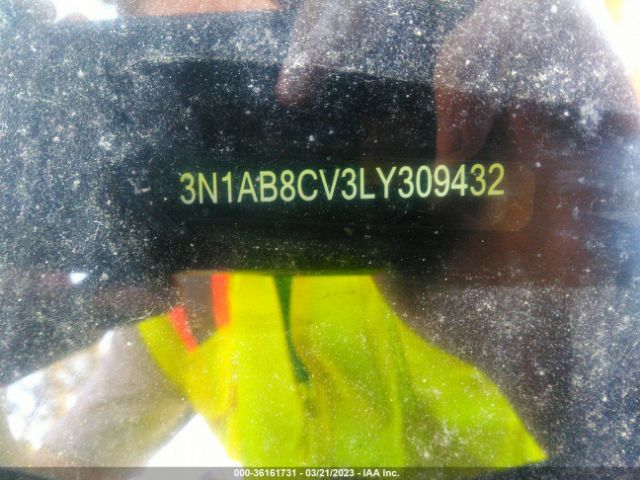 3N1AB8CV3LY309432
000-36161731 - 03/21/2023 - IAA Inc.